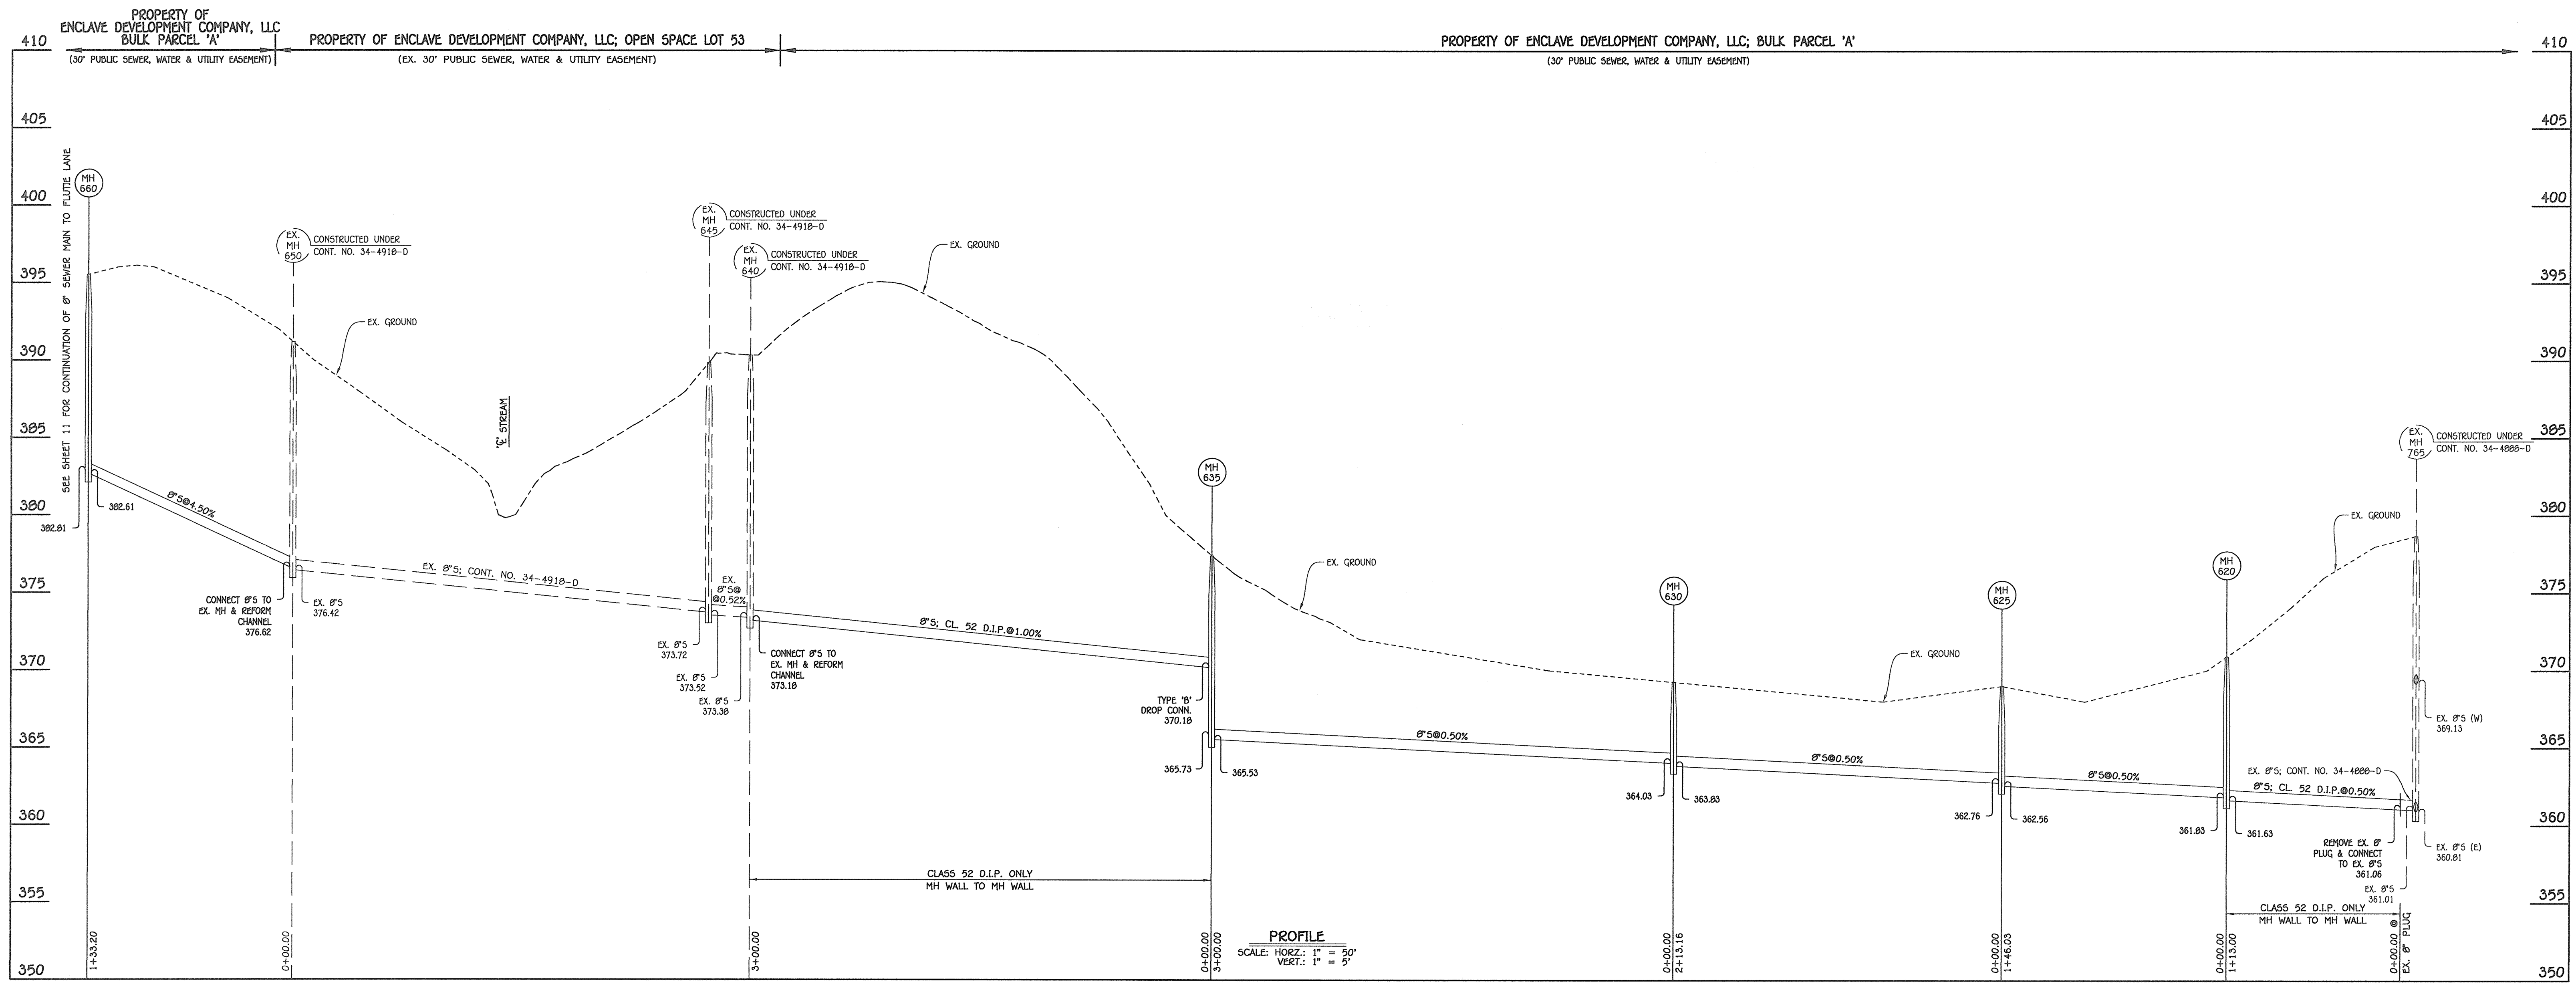 PROPERTY OF
ENCLAVE DEVELOPMENT COMPANY, LLC
BULK PARCEL 'A'
(30' PUBLIC SEWER, WATER & UTILITY EASEMENT)
PROPERTY OF ENCLAVE DEVELOPMENT COMPANY, LLC; OPEN SPACE LOT 53
(EX. 30' PUBLIC SEWER, WATER & UTILITY EASEMENT)
PROPERTY OF ENCLAVE DEVELOPMENT COMPANY, LLC; BULK PARCEL 'A'
(30' PUBLIC SEWER, WATER & UTILITY EASEMENT)
410
405
400
395
390
385
380
375
370
365
360
355
350
SEE SHEET 11 FOR CONTINUATION OF 8" SEWER MAIN TO FLUTIE LANE
MH
660
382.81
382.61
8"S@4.50%
EX.
MH
650
CONSTRUCTED UNDER
CONT. NO. 34-4918-D
EX. GROUND
CONNECT 8"S TO
EX. MH & REFORM
CHANNEL
376.62
EX. 8"S
376.42
EX. 8"S; CONT. NO. 34-4918-D
'℄' STREAM
EX.
MH
645
CONSTRUCTED UNDER
CONT. NO. 34-4918-D
EX.
MH
640
CONSTRUCTED UNDER
CONT. NO. 34-4918-D
EX.
8"S@
@0.52%
EX. 8"S
373.72
EX. 8"S
373.52
EX. 8"S
373.38
CONNECT 8"S TO
EX. MH & REFORM
CHANNEL
373.18
EX. GROUND
8"S; CL. 52 D.I.P.@1.00%
MH
635
TYPE 'B'
DROP CONN.
370.18
365.73
365.53
EX. GROUND
8"S@0.50%
MH
630
364.03
363.83
8"S@0.50%
EX. GROUND
MH
625
362.76
362.56
8"S@0.50%
MH
620
361.83
361.63
EX. GROUND
EX.
MH
765
CONSTRUCTED UNDER
CONT. NO. 34-4888-D
EX. 8"S (W)
369.13
EX. 8"S; CONT. NO. 34-4888-D
8"S; CL. 52 D.I.P.@0.50%
REMOVE EX. 8"
PLUG & CONNECT
TO EX. 8"S
361.06
EX. 8"S
361.01
EX. 8"S (E)
360.81
CLASS 52 D.I.P. ONLY
MH WALL TO MH WALL
CLASS 52 D.I.P. ONLY
MH WALL TO MH WALL
1+33.20
0+00.00
3+00.00
0+00.00
3+00.00
0+00.00
2+13.16
0+00.00
1+46.03
0+00.00
1+13.00
0+00.00 @
EX. 8" PLUG
PROFILE
SCALE: HORZ.: 1" = 50'
VERT.: 1" = 5'
410
405
400
395
390
385
380
375
370
365
360
355
350